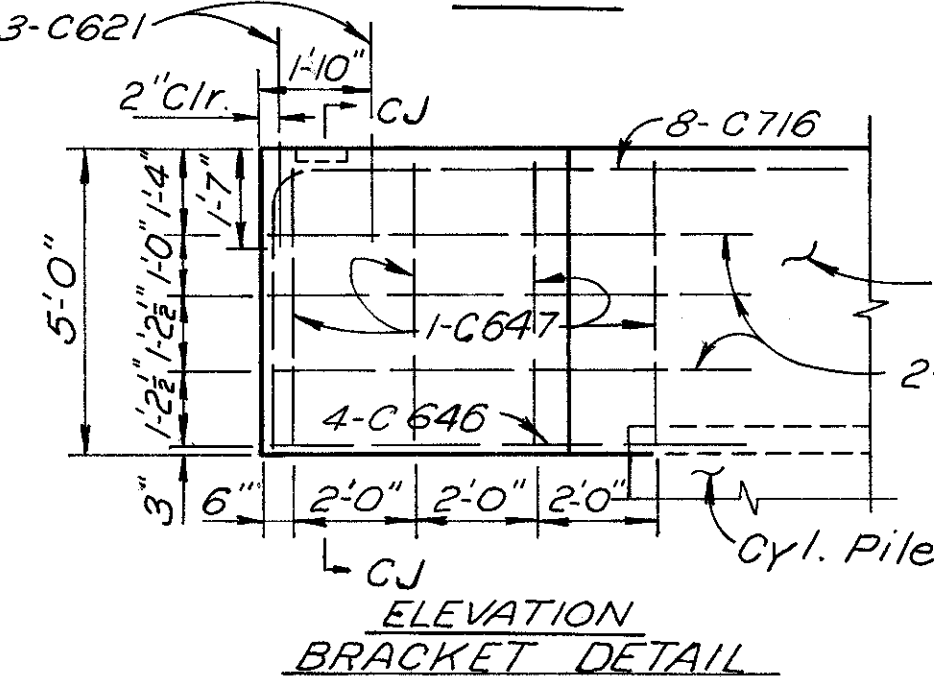 3-C621
1'-10"
2" Clr.
CJ
8-C716
5'-0"
1'-4"
1'-7"
1'-0"
1'-2½"
1'-2½"
3"
1-C647
2-
4-C646
6"
2'-0"
2'-0"
2'-0"
Cyl. Pile
CJ
ELEVATION
BRACKET DETAIL